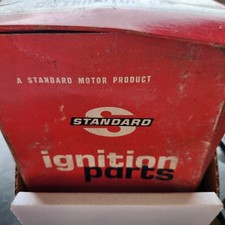 A STANDARD MOTOR PRODUCT
S
STANDARD
ignition
parts